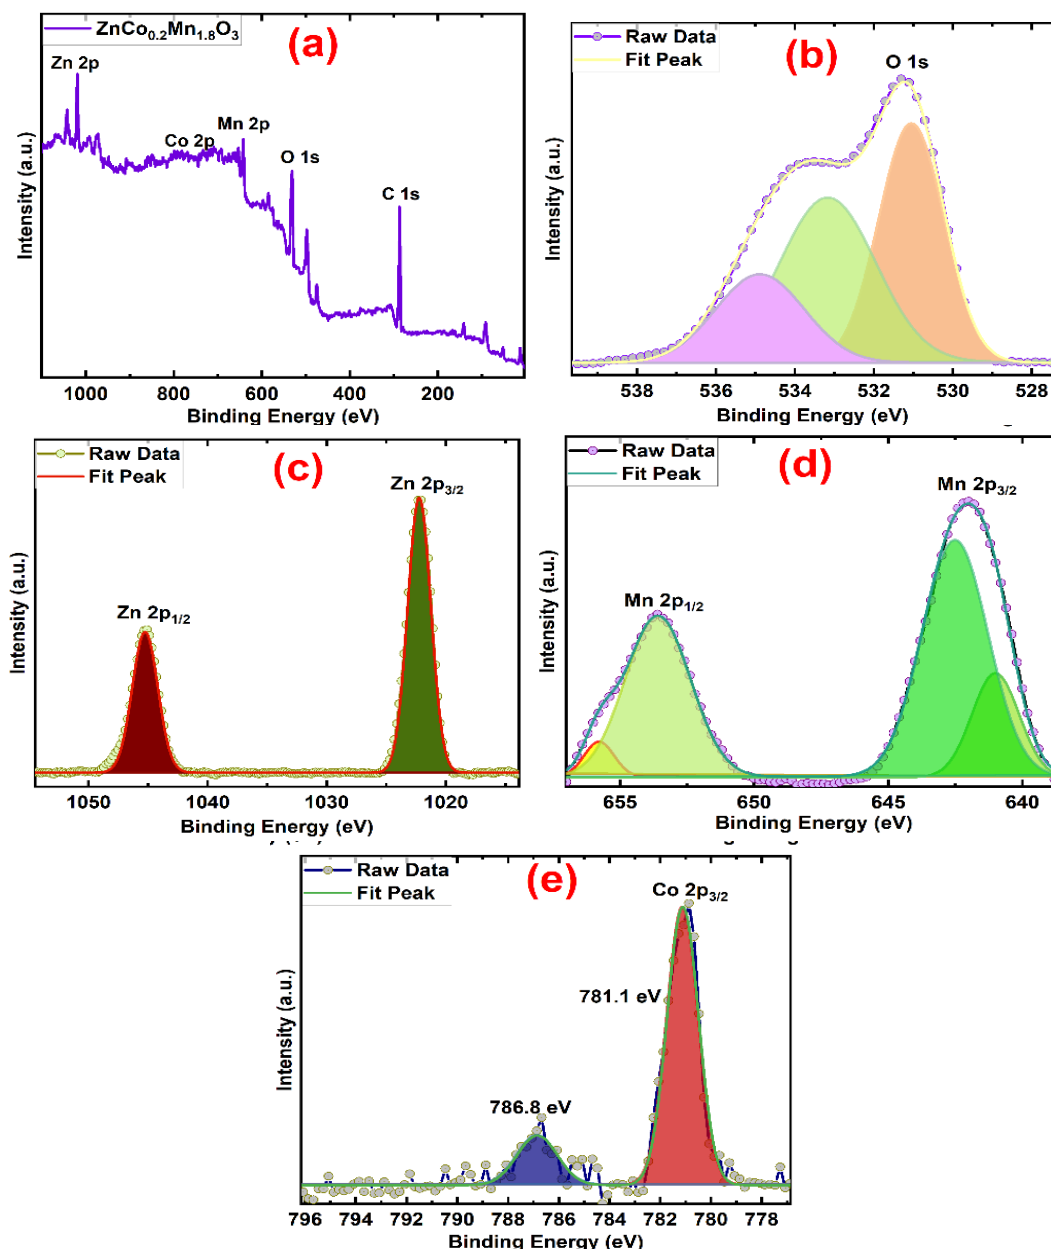 ZnCo0.2Mn1.8O3
(a)
Zn 2p
Co 2p
Mn 2p
O 1s
C 1s
Intensity (a.u.)
1000 800 600 400 200
Binding Energy (eV)
Raw Data
Fit Peak
(b)
O 1s
Intensity (a.u.)
538 536 534 532 530 528
Binding Energy (eV)
Raw Data
Fit Peak
(c)
Zn 2p3/2
Zn 2p1/2
Intensity (a.u.)
1050 1040 1030 1020
Binding Energy (eV)
Raw Data
Fit Peak
(d)
Mn 2p3/2
Mn 2p1/2
Intensity (a.u.)
655 650 645 640
Binding Energy (eV)
Raw Data
Fit Peak
(e)
Co 2p3/2
781.1 eV
786.8 eV
Intensity (a.u.)
796 794 792 790 788 786 784 782 780 778
Binding Energy (eV)